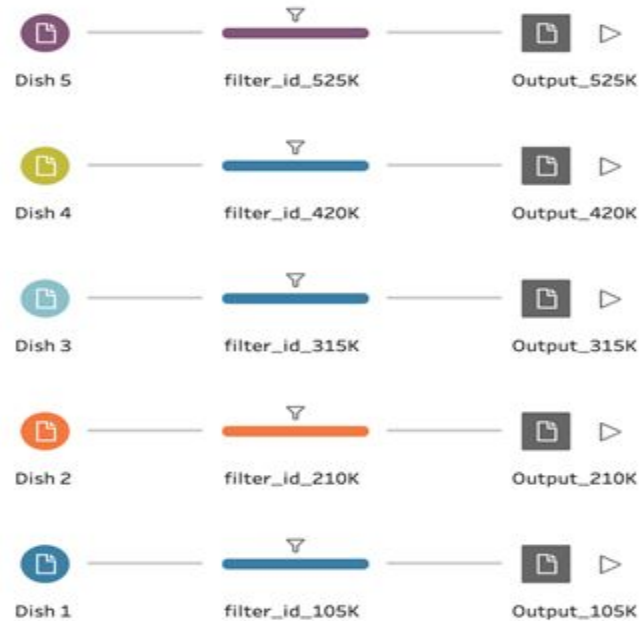 Dish 5 filter_id_525K Output_525K
Dish 4 filter_id_420K Output_420K
Dish 3 filter_id_315K Output_315K
Dish 2 filter_id_210K Output_210K
Dish 1 filter_id_105K Output_105K